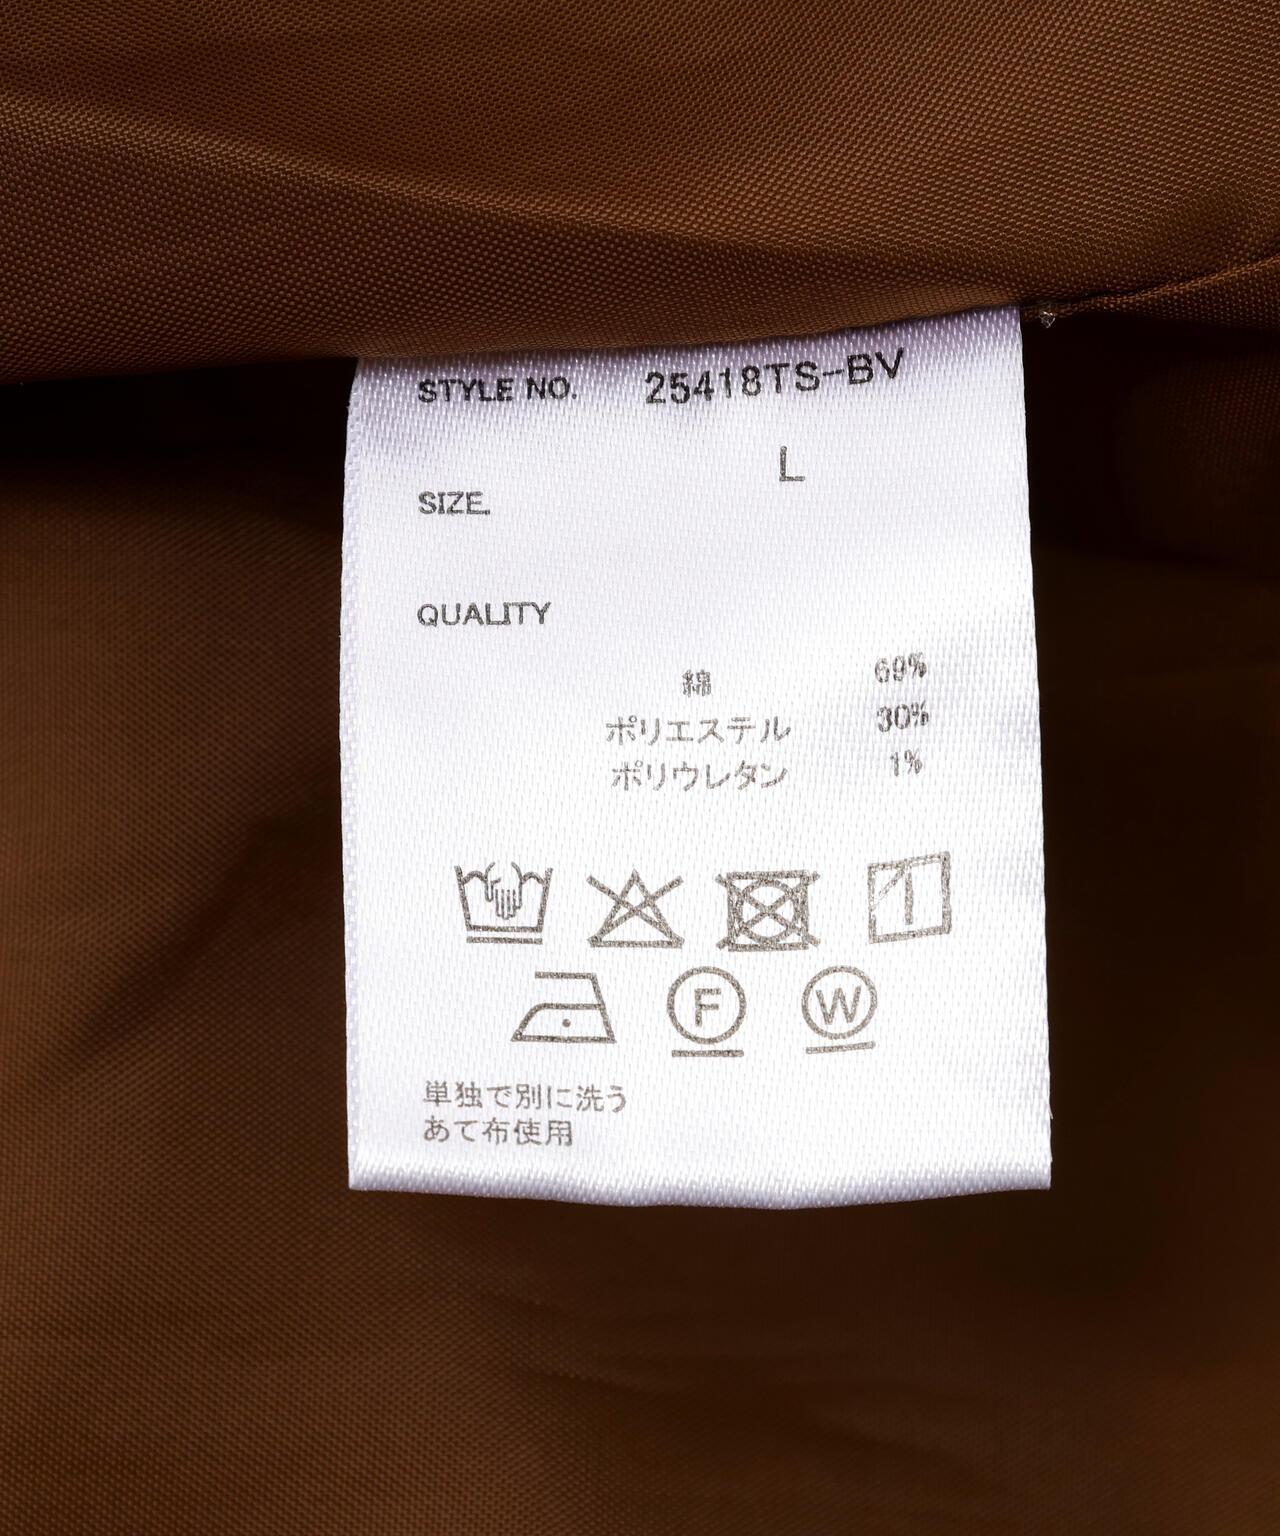 STYLE NO. 25418TS-BV
L
SIZE.
QUALITY
綿 69%
ポリエステル 30%
ポリウレタン 1%
F W
単独で別に洗う
あて布使用